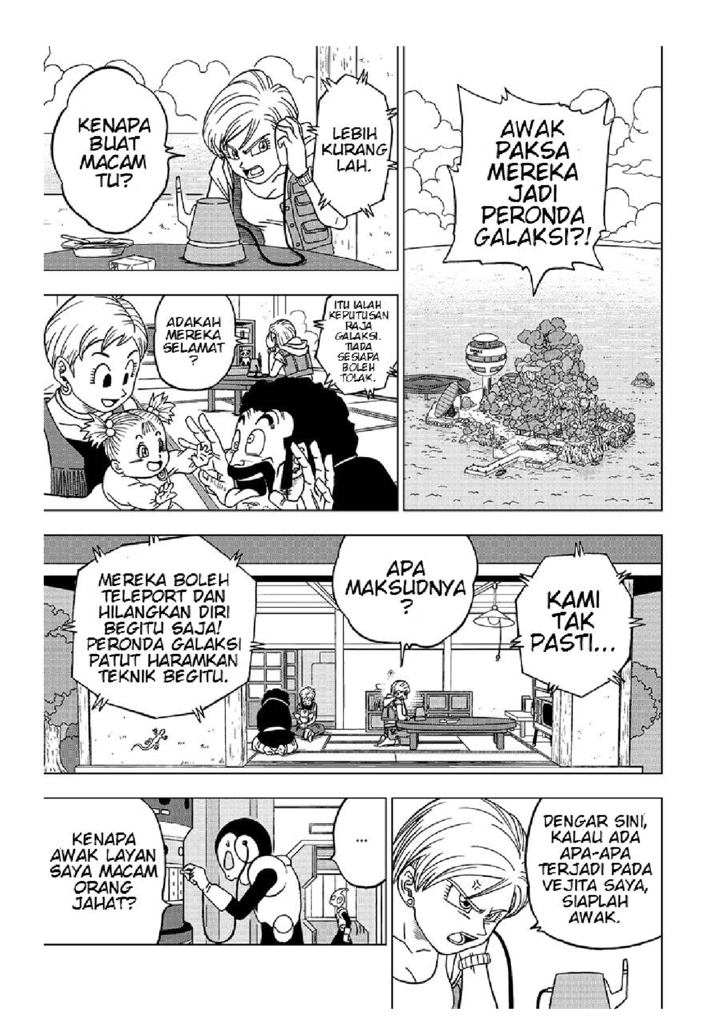 AWAK
PAKSA
MEREKA
JADI
PERONDA
GALAKSI?!
LEBIH
KURANG
LAH.
KENAPA
BUAT
MACAM
TU?
ITU IALAH
KEPUTUSAN
RAJA
GALAKSI.
TIADA
SESIAPA
BOLEH
TOLAK.
ADAKAH
MEREKA
SELAMAT
?
KAMI
TAK
PASTI...
APA
MAKSUDNYA
?
MEREKA BOLEH
TELEPORT DAN
HILANGKAN DIRI
BEGITU SAJA!
PERONDA GALAKSI
PATUT HARAMKAN
TEKNIK BEGITU.
DENGAR SINI,
KALAU ADA
APA-APA
TERJADI PADA
VEJITA SAYA,
SIAPLAH
AWAK.
...
KENAPA
AWAK LAYAN
SAYA MACAM
ORANG
JAHAT?